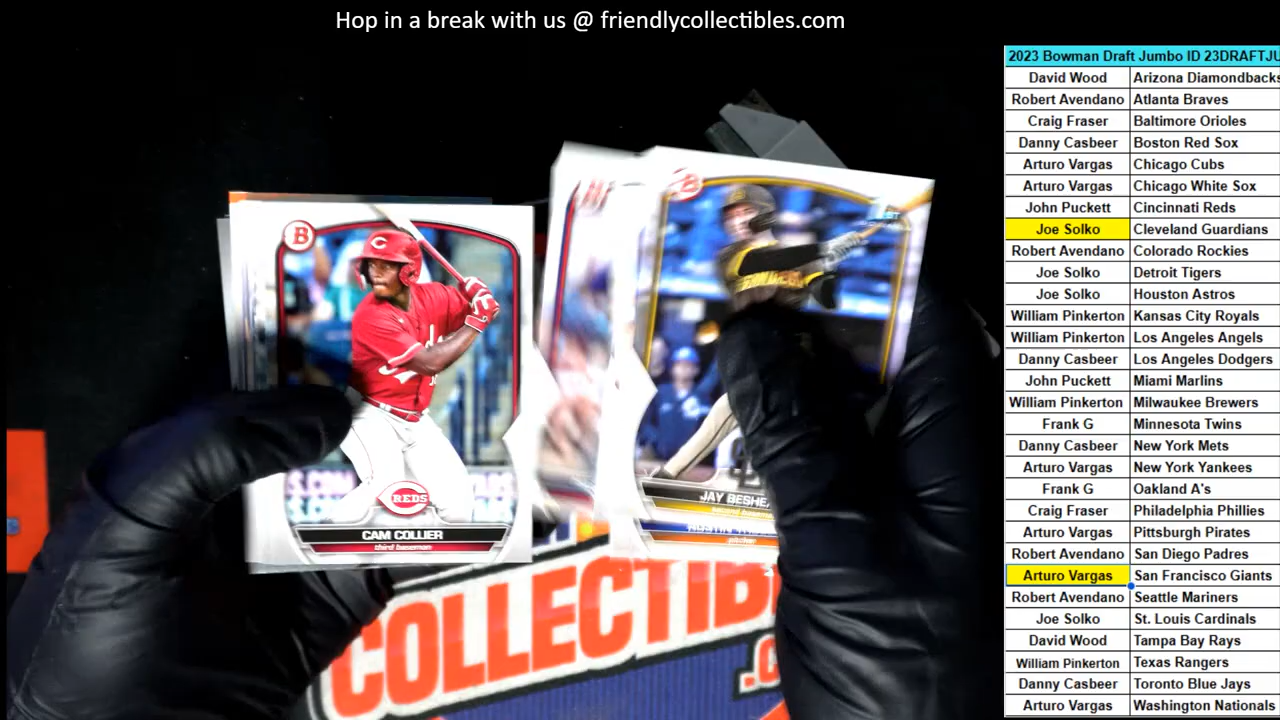 Hop in a break with us @ friendlycollectibles.com
2023 Bowman Draft Jumbo ID 23DRAFTJU
David Wood Arizona Diamondbacks
Robert Avendano Atlanta Braves
Craig Fraser Baltimore Orioles
Danny Casbeer Boston Red Sox
Arturo Vargas Chicago Cubs
Arturo Vargas Chicago White Sox
John Puckett Cincinnati Reds
Joe Solko Cleveland Guardians
Robert Avendano Colorado Rockies
Joe Solko Detroit Tigers
Joe Solko Houston Astros
William Pinkerton Kansas City Royals
William Pinkerton Los Angeles Angels
Danny Casbeer Los Angeles Dodgers
John Puckett Miami Marlins
William Pinkerton Milwaukee Brewers
Frank G Minnesota Twins
Danny Casbeer New York Mets
Arturo Vargas New York Yankees
Frank G Oakland A's
Craig Fraser Philadelphia Phillies
Arturo Vargas Pittsburgh Pirates
Robert Avendano San Diego Padres
Arturo Vargas San Francisco Giants
Robert Avendano Seattle Mariners
Joe Solko St. Louis Cardinals
David Wood Tampa Bay Rays
William Pinkerton Texas Rangers
Danny Casbeer Toronto Blue Jays
Arturo Vargas Washington Nationals
B
C
REDS
CAM COLLIER
third baseman
JAY BESHE
COLLECTIB
.c